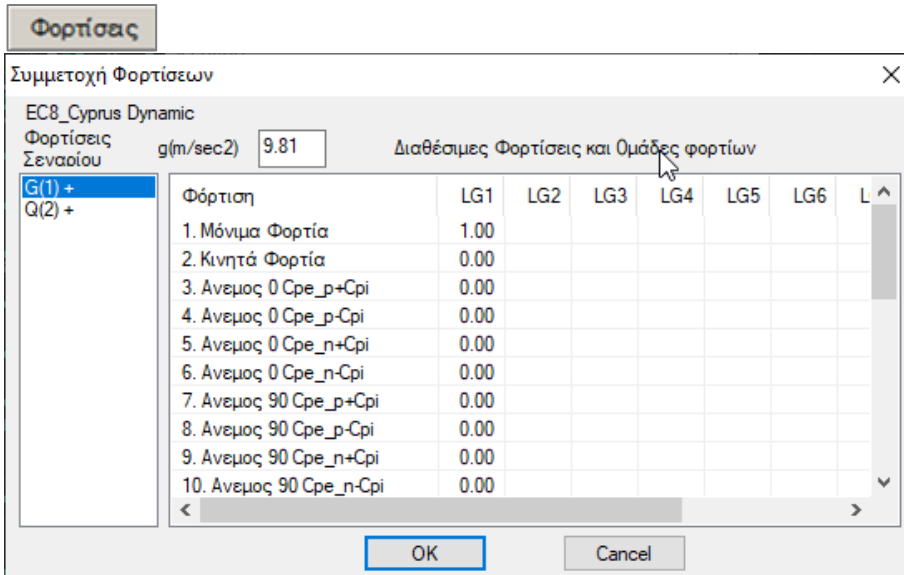 Φορτίσεις
Συμμετοχή Φορτίσεων
EC8_Cyprus Dynamic
Φορτίσεις Σεναρίου
g(m/sec2) 9.81 Διαθέσιμες Φορτίσεις και Ομάδες φορτίων
G(1) +
Q(2) +
Φόρτιση LG1 LG2 LG3 LG4 LG5 LG6
1. Μόνιμα Φορτία 1.00
2. Κινητά Φορτία 0.00
3. Ανεμος 0 Cpe_p+Cpi 0.00
4. Ανεμος 0 Cpe_p-Cpi 0.00
5. Ανεμος 0 Cpe_n+Cpi 0.00
6. Ανεμος 0 Cpe_n-Cpi 0.00
7. Ανεμος 90 Cpe_p+Cpi 0.00
8. Ανεμος 90 Cpe_p-Cpi 0.00
9. Ανεμος 90 Cpe_n+Cpi 0.00
10. Ανεμος 90 Cpe_n-Cpi 0.00
OK Cancel